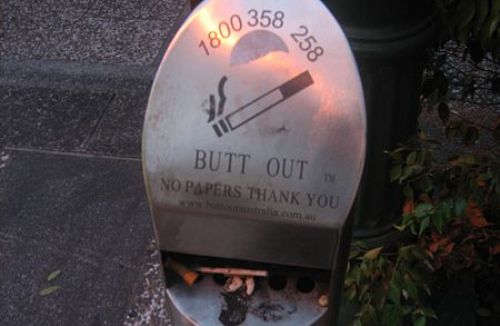 1800 358 258
BUTT OUT TM
NO PAPERS THANK YOU
www.buttoutaustralia.com.au